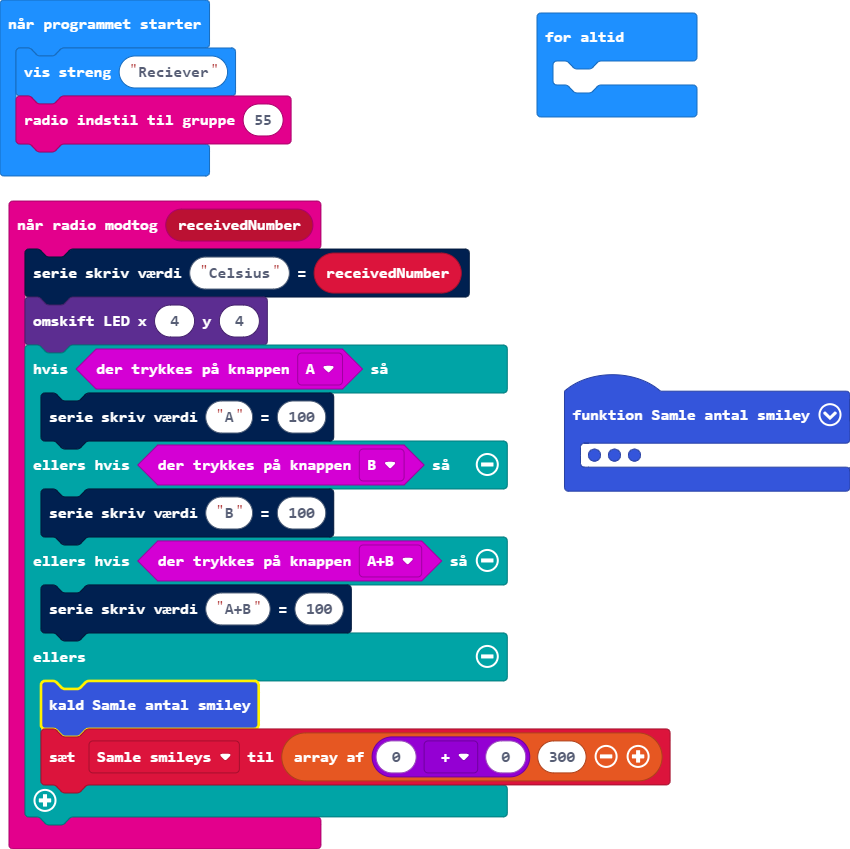 når programmet starter
vis streng "Reciever"
radio indstil til gruppe 55
for altid
når radio modtog receivedNumber
serie skriv værdi "Celsius" = receivedNumber
omskift LED x 4 y 4
hvis der trykkes på knappen A så
serie skriv værdi "A" = 100
ellers hvis der trykkes på knappen B så
serie skriv værdi "B" = 100
ellers hvis der trykkes på knappen A+B så
serie skriv værdi "A+B" = 100
ellers
kald Samle antal smiley
sæt Samle smileys til array af 0 + 0 300
funktion Samle antal smiley